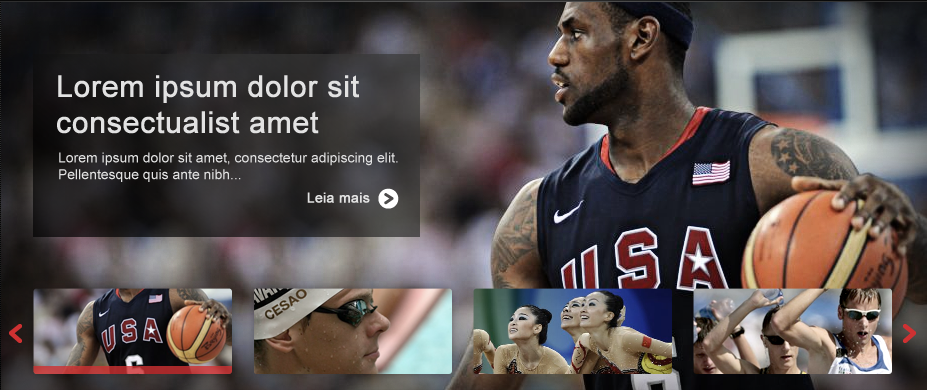 Lorem ipsum dolor sit
consectualist amet
Lorem ipsum dolor sit amet, consectetur adipiscing elit.
Pellentesque quis ante nibh...
Leia mais
USA
USA
6
CESAO